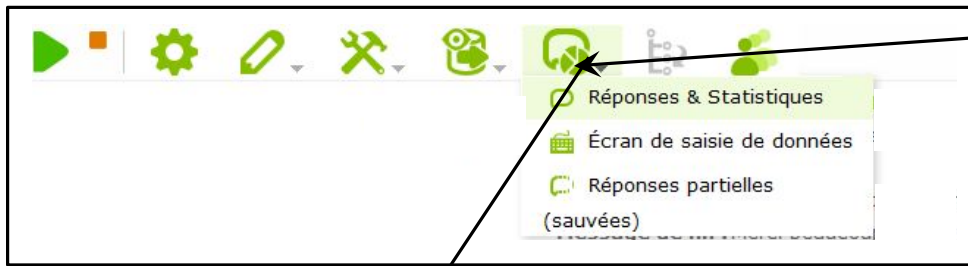 Réponses & Statistiques
Écran de saisie de données
Réponses partielles
(sauvées)